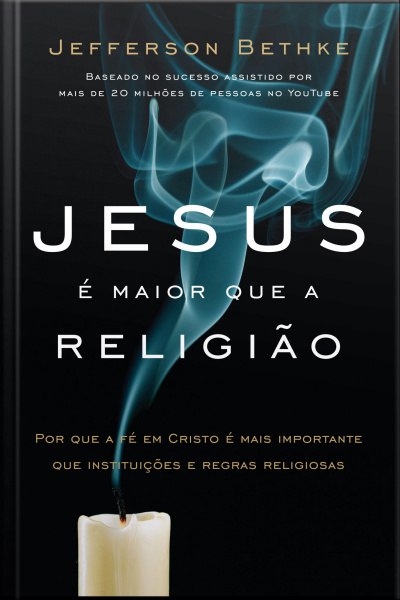 Jefferson Bethke
Baseado no sucesso assistido por
mais de 20 milhões de pessoas no YouTube
JESUS
É MAIOR QUE A
RELIGIÃO
Por que a fé em Cristo é mais importante
que instituições e regras religiosas